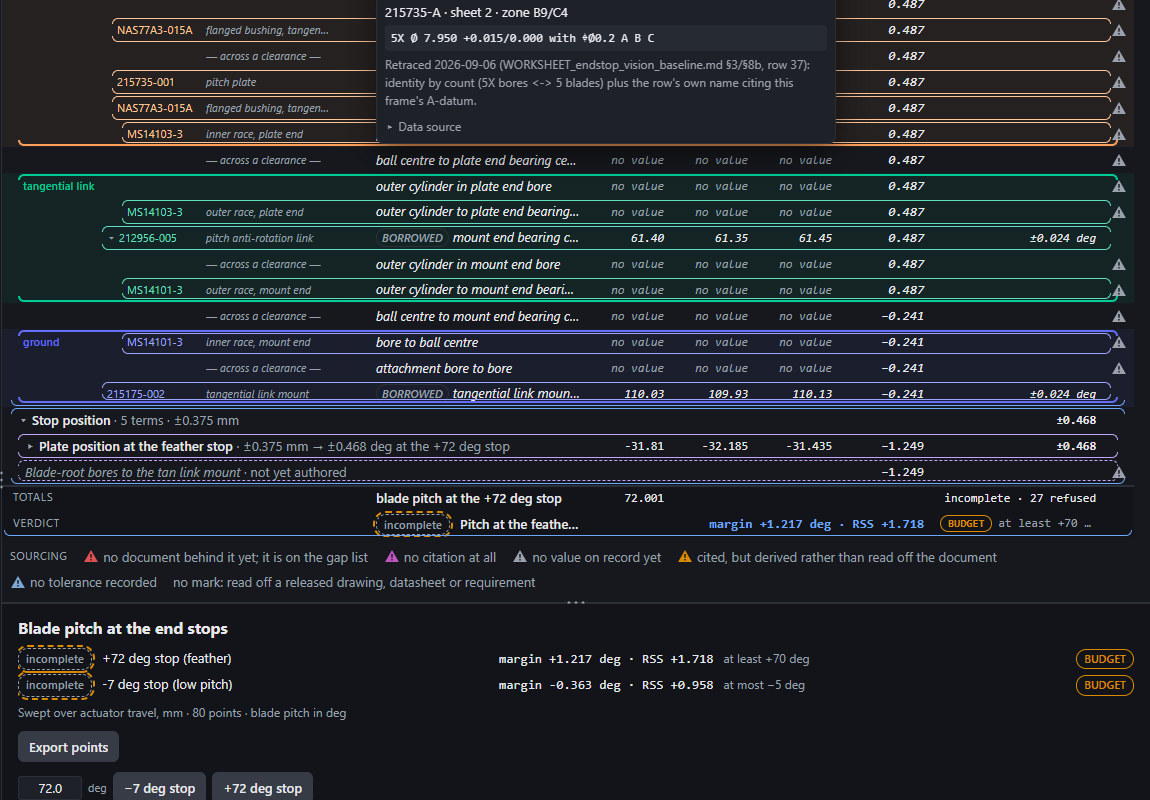 215735-A · sheet 2 · zone B9/C4 0.487
NAS77A3-015A flanged bushing, tangen... 5X Ø 7.950 +0.015/0.000 with ⌖Ø0.2 A B C 0.487
— across a clearance — Retraced 2026-09-06 (WORKSHEET_endstop_vision_baseline.md §3/§8b, row 37): 0.487
215735-001 pitch plate identity by count (5X bores <-> 5 blades) plus the row's own name citing this 0.487
frame's A-datum.
NAS77A3-015A flanged bushing, tangen... 0.487
▸ Data source
MS14103-3 inner race, plate end 0.487
— across a clearance — ball centre to plate end bearing ce... no value no value no value 0.487
tangential link outer cylinder in plate end bore no value no value no value 0.487
MS14103-3 outer race, plate end outer cylinder to plate end bearing... no value no value no value 0.487
212956-005 pitch anti-rotation link BORROWED mount end bearing c... 61.40 61.35 61.45 0.487 ±0.024 deg
— across a clearance — outer cylinder in mount end bore no value no value no value 0.487
MS14101-3 outer race, mount end outer cylinder to mount end beari... no value no value no value 0.487
— across a clearance — ball centre to mount end bearing c... no value no value no value −0.241
ground MS14101-3 inner race, mount end bore to ball centre no value no value no value −0.241
— across a clearance — attachment bore to bore no value no value no value −0.241
215175-002 tangential link mount BORROWED tangential link moun... 110.03 109.93 110.13 −0.241 ±0.024 deg
Stop position · 5 terms · ±0.375 mm ±0.468
Plate position at the feather stop · ±0.375 mm → ±0.468 deg at the +72 deg stop -31.81 -32.185 -31.435 −1.249 ±0.468
Blade-root bores to the tan link mount · not yet authored −1.249
TOTALS blade pitch at the +72 deg stop 72.001 incomplete · 27 refused
VERDICT incomplete Pitch at the feathe... margin +1.217 deg · RSS +1.718 BUDGET at least +70 ...
SOURCING no document behind it yet; it is on the gap list no citation at all no value on record yet cited, but derived rather than read off the document
no tolerance recorded no mark: read off a released drawing, datasheet or requirement
Blade pitch at the end stops
incomplete +72 deg stop (feather) margin +1.217 deg · RSS +1.718 at least +70 deg BUDGET
incomplete -7 deg stop (low pitch) margin -0.363 deg · RSS +0.958 at most −5 deg BUDGET
Swept over actuator travel, mm · 80 points · blade pitch in deg
Export points
72.0 deg −7 deg stop +72 deg stop